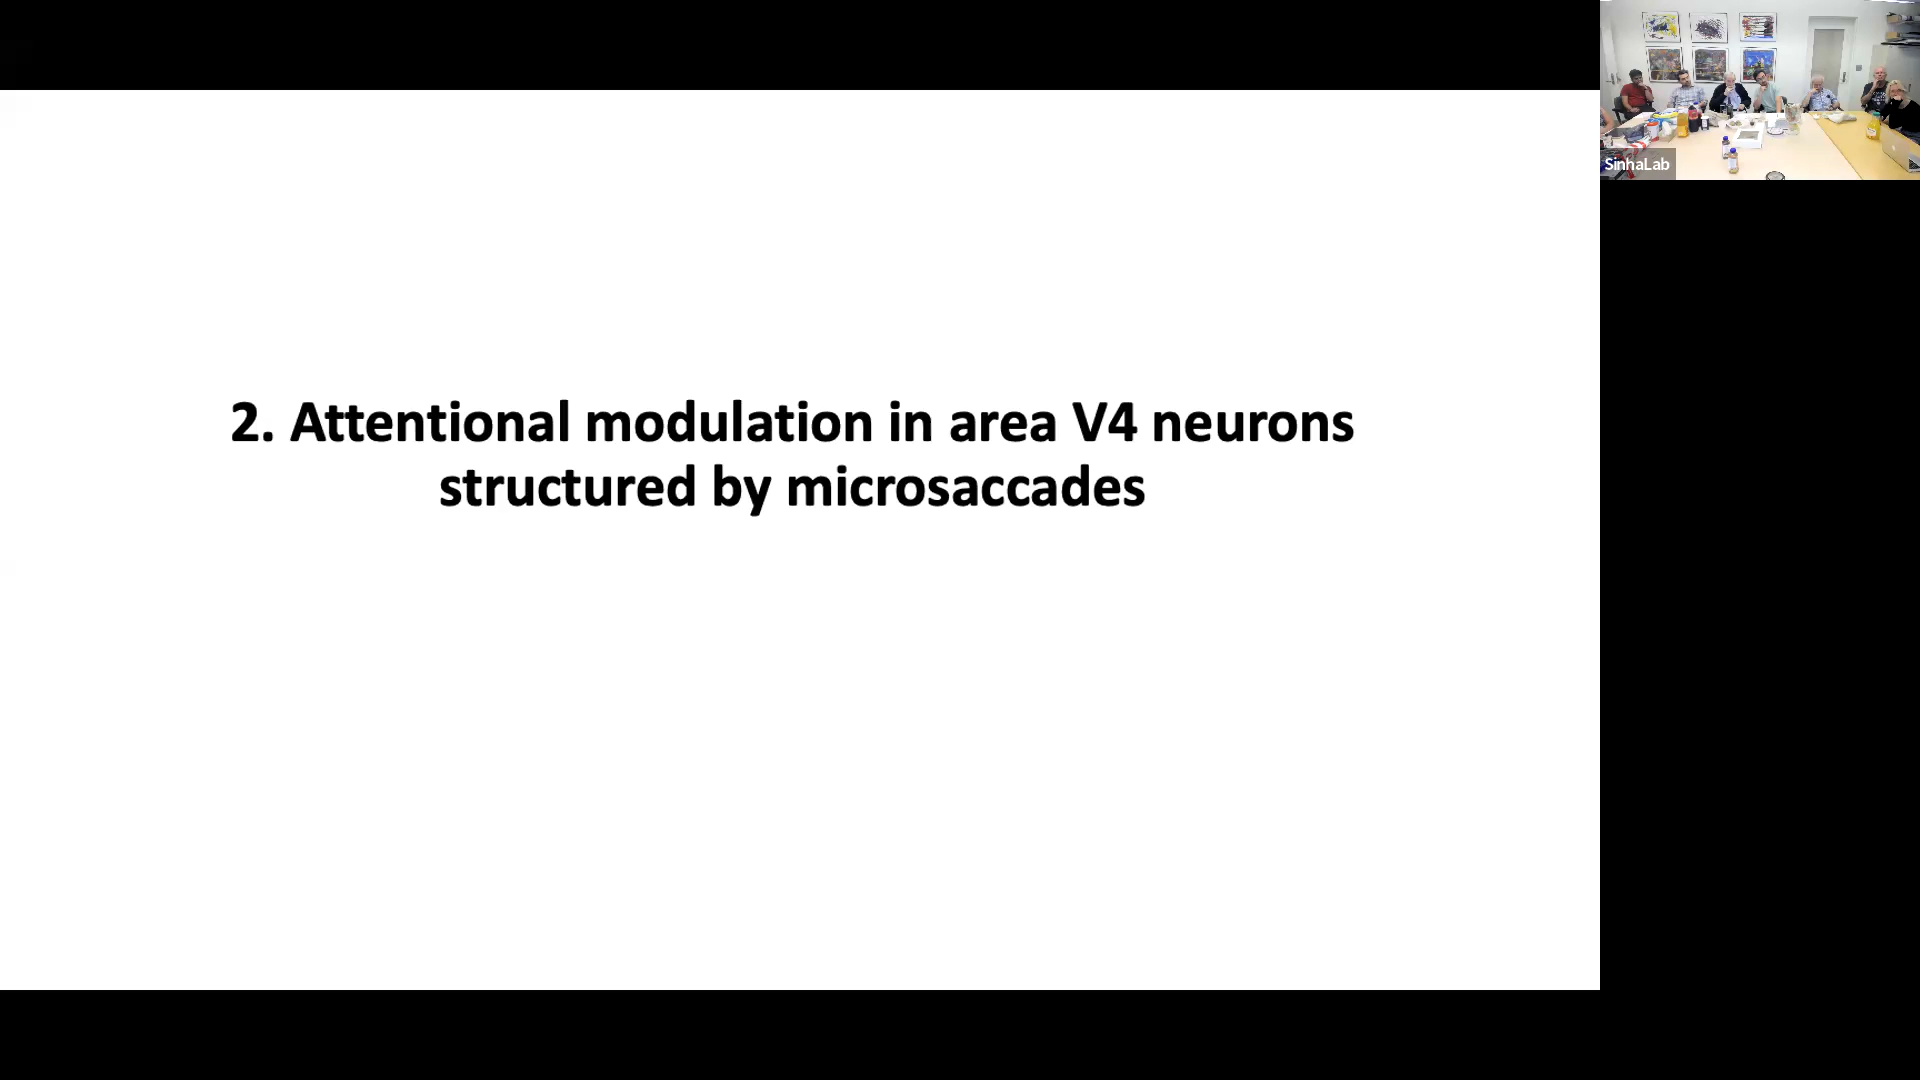 2. Attentional modulation in area V4 neurons
structured by microsaccades
SinhaLab